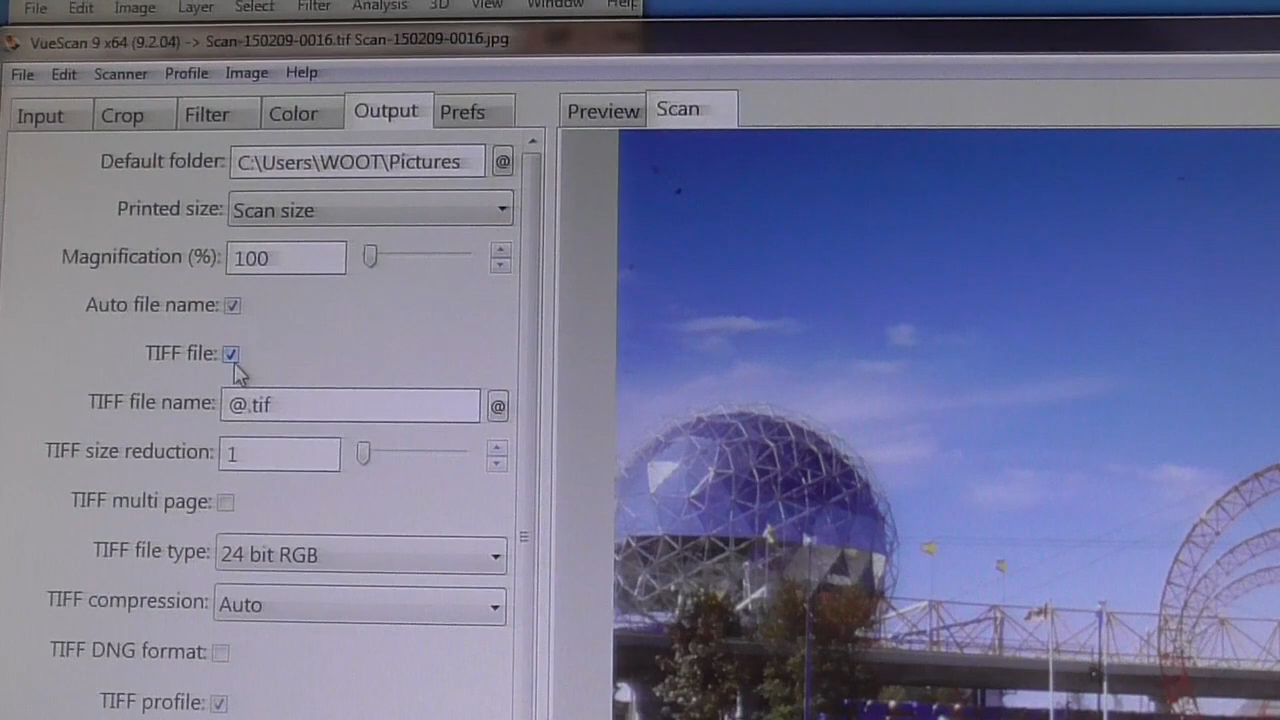 File Edit Image Layer Select Filter Analysis 3D View Window Help
VueScan 9 x64 (9.2.04) -> Scan-150209-0016.tif Scan-150209-0016.jpg
File Edit Scanner Profile Image Help
Input Crop Filter Color Output Prefs Preview Scan
Default folder: C:\Users\WOOT\Pictures @
Printed size: Scan size
Magnification (%): 100
Auto file name:
TIFF file:
TIFF file name: @.tif @
TIFF size reduction: 1
TIFF multi page:
TIFF file type: 24 bit RGB
TIFF compression: Auto
TIFF DNG format:
TIFF profile: